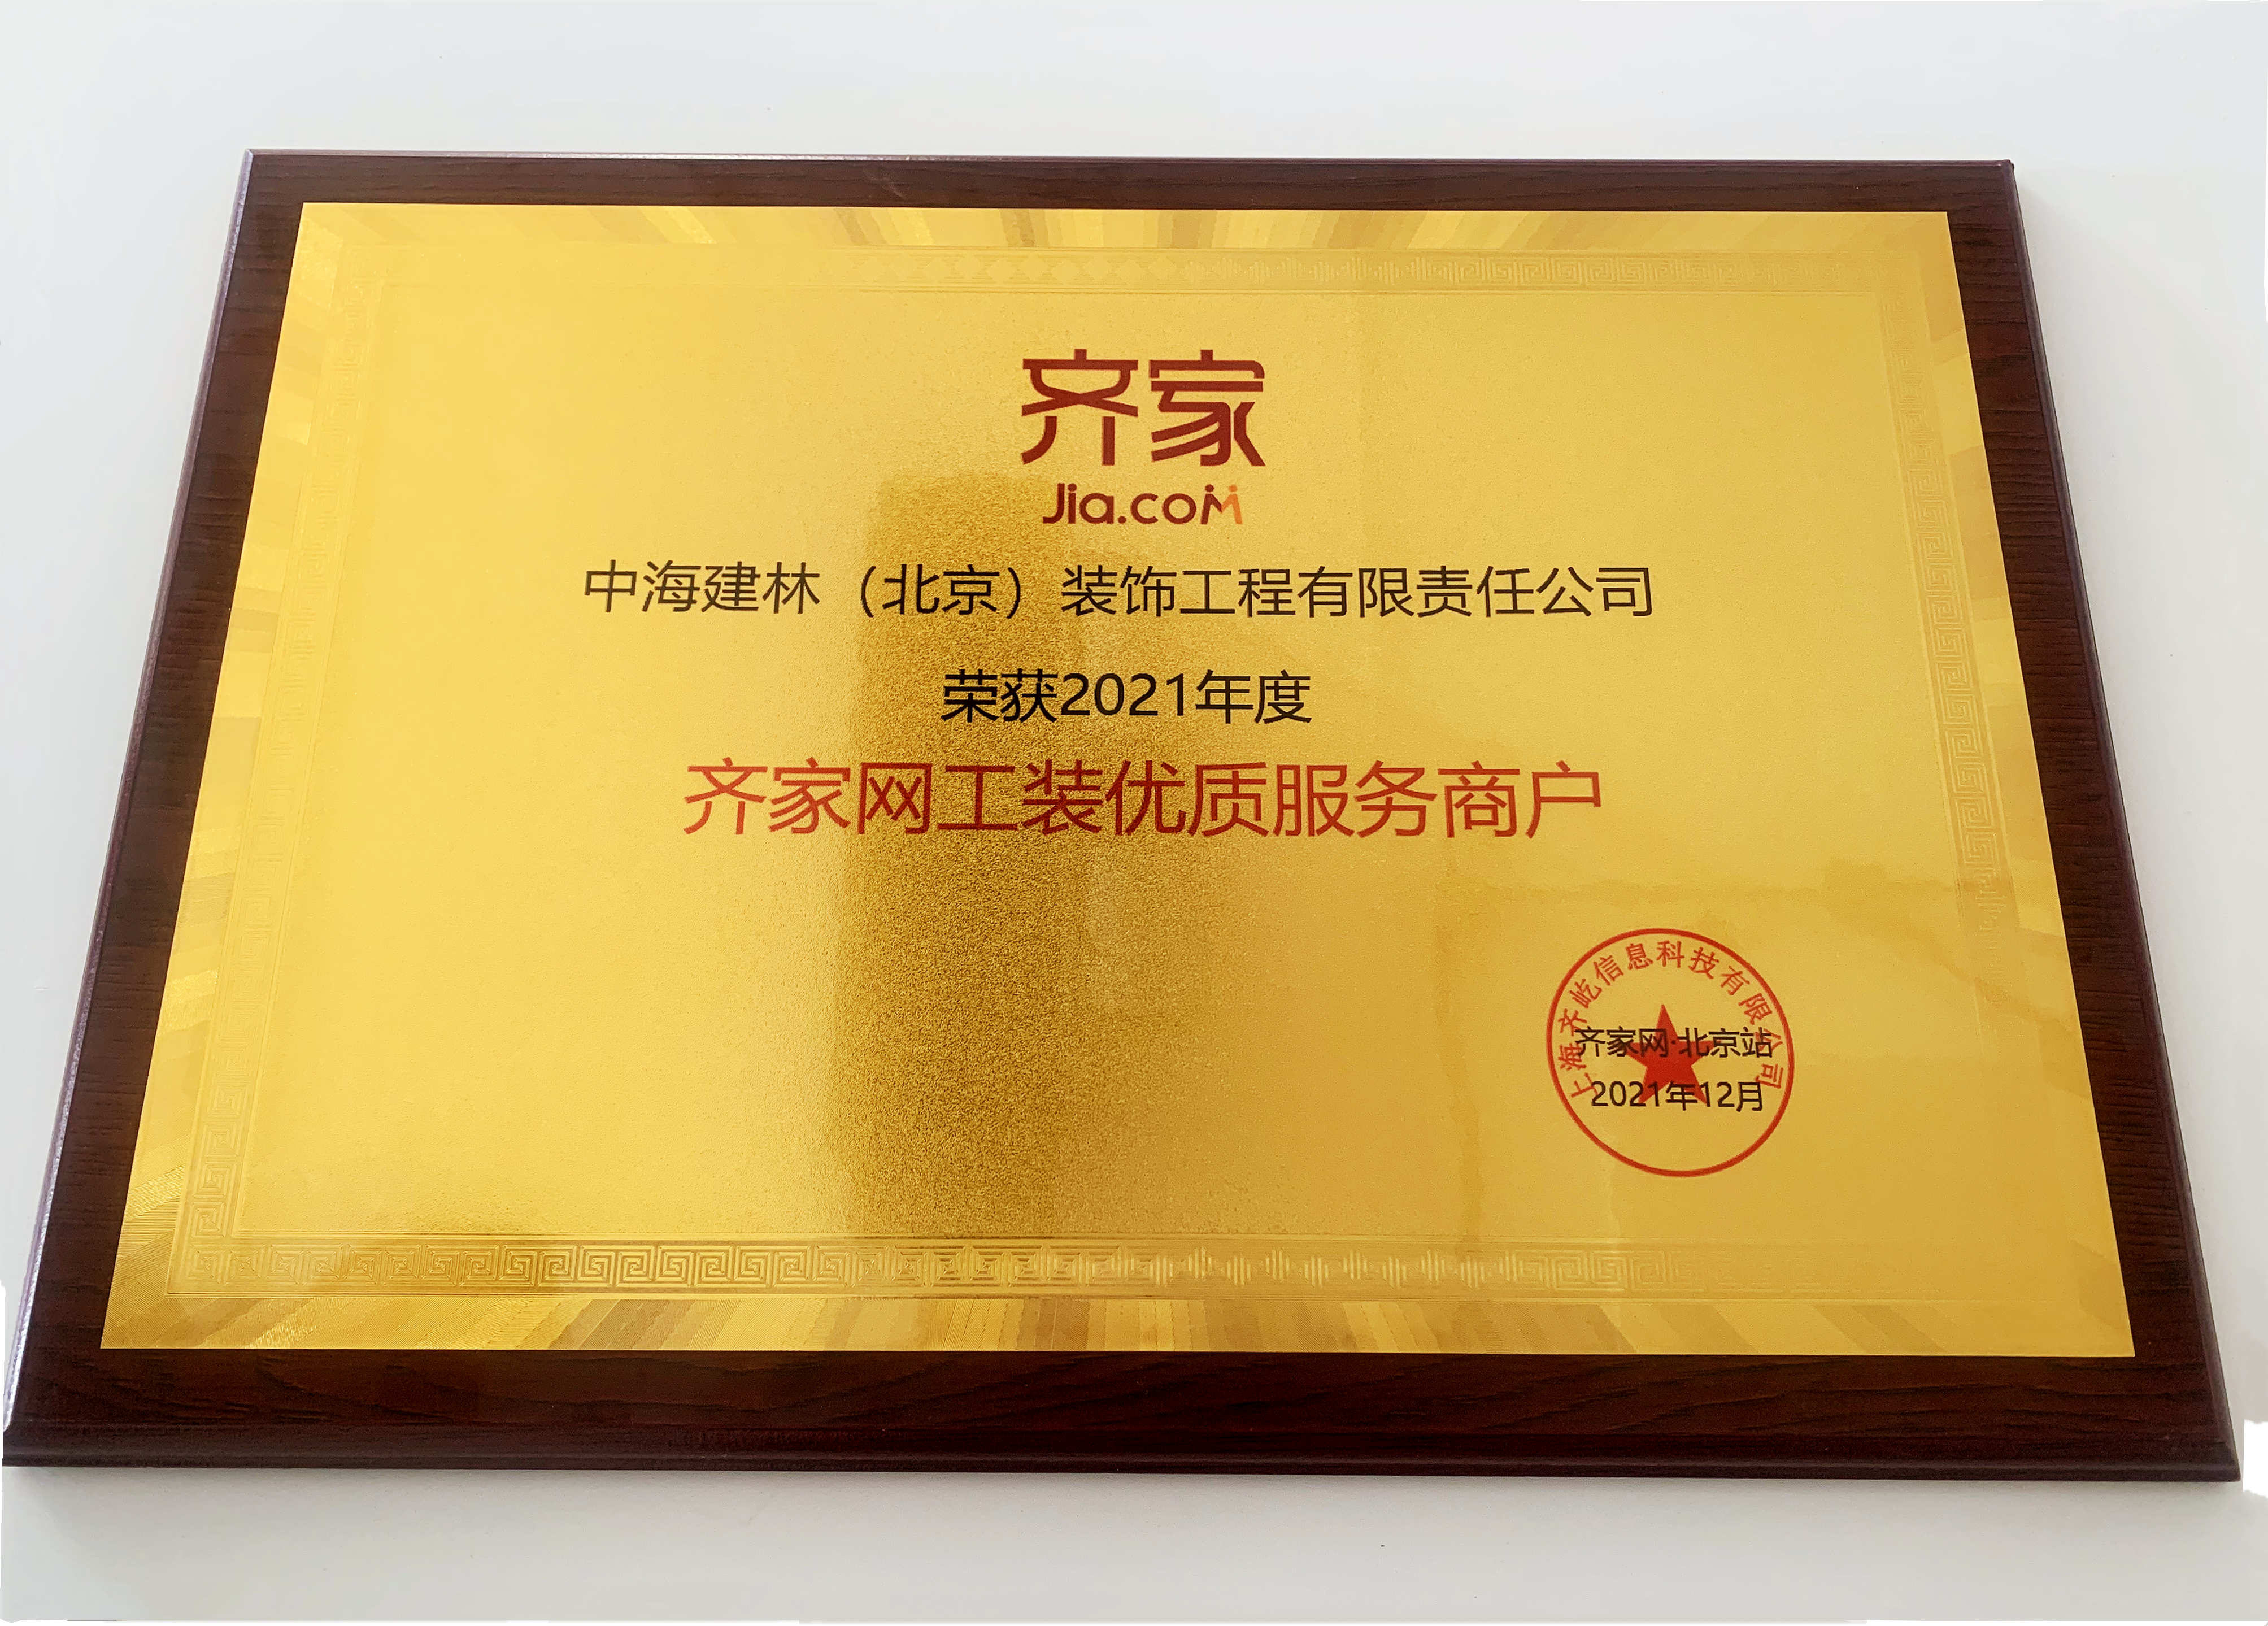 齐家
Jia.com
中海建林（北京）装饰工程有限责任公司
荣获2021年度
齐家网工装优质服务商户
上海齐屹信息科技有限公司
齐家网·北京站
2021年12月